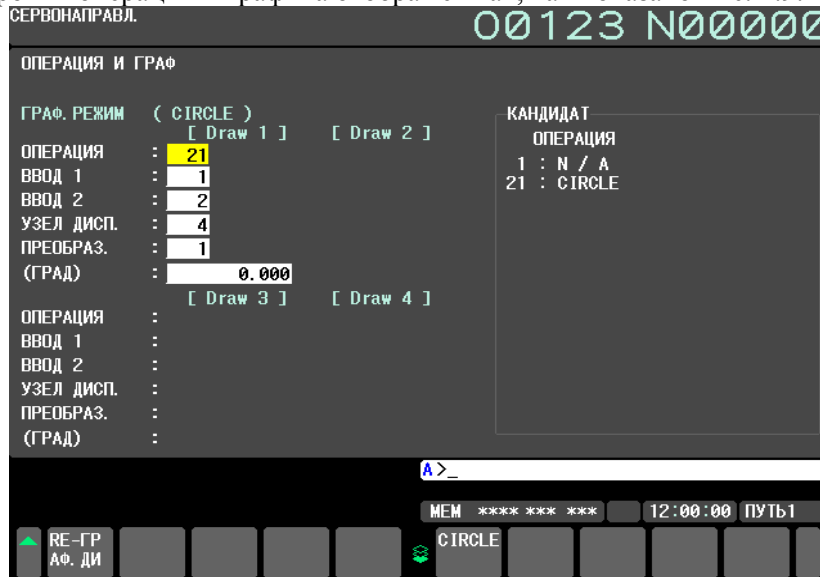 СЕРВОНАПРАВЛ.
O0123 N00000
ОПЕРАЦИЯ И ГРАФ
ГРАФ. РЕЖИМ ( CIRCLE )
[ Draw 1 ] [ Draw 2 ]
ОПЕРАЦИЯ : 21
ВВОД 1 : 1
ВВОД 2 : 2
УЗЕЛ ДИСП. : 4
ПРЕОБРАЗ. : 1
(ГРАД) : 0.000
[ Draw 3 ] [ Draw 4 ]
ОПЕРАЦИЯ :
ВВОД 1 :
ВВОД 2 :
УЗЕЛ ДИСП. :
ПРЕОБРАЗ. :
(ГРАД) :
КАНДИДАТ
ОПЕРАЦИЯ
1 : N / A
21 : CIRCLE
A>_
MEM **** *** *** 12:00:00 ПУТЬ1
RE-ГР
АФ. ДИ
CIRCLE